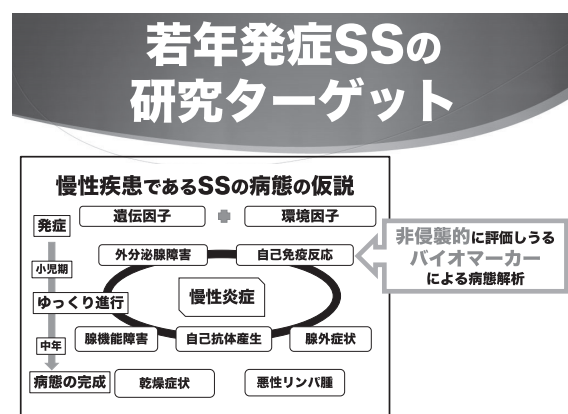 若年発症SSの
研究ターゲット
慢性疾患であるSSの病態の仮説
発症
遺伝因子
環境因子
小児期
外分泌腺障害
自己免疫反応
非侵襲的に評価しうる
バイオマーカー
による病態解析
ゆっくり進行
慢性炎症
中年
腺機能障害
自己抗体産生
腺外症状
病態の完成
乾燥症状
悪性リンパ腫